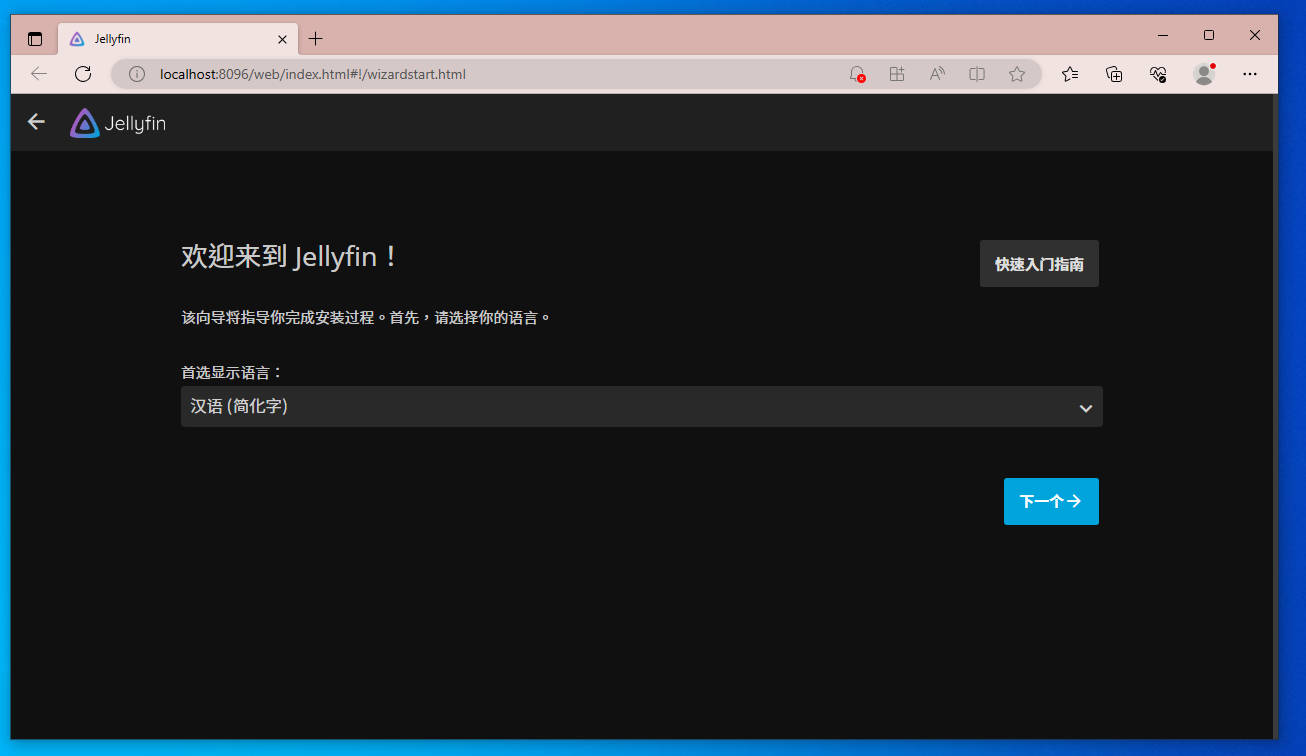 Jellyfin
localhost:8096/web/index.html#!/wizardstart.html
Jellyfin
欢迎来到 Jellyfin！
快速入门指南
该向导将指导你完成安装过程。首先，请选择你的语言。
首选显示语言：
汉语 (简化字)
下一个